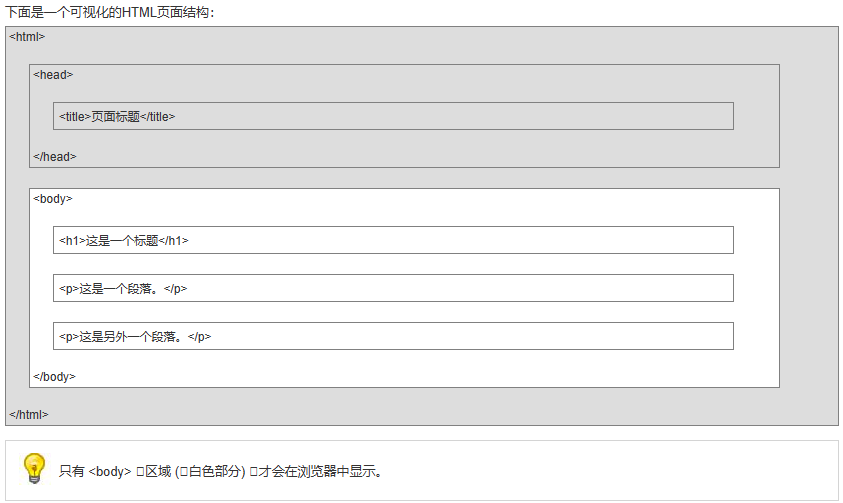 下面是一个可视化的HTML页面结构：
<html>
<head>
<title>页面标题</title>
</head>
<body>
<h1>这是一个标题</h1>
<p>这是一个段落。</p>
<p>这是另外一个段落。</p>
</body>
</html>
只有 <body> 区域 (白色部分) 才会在浏览器中显示。